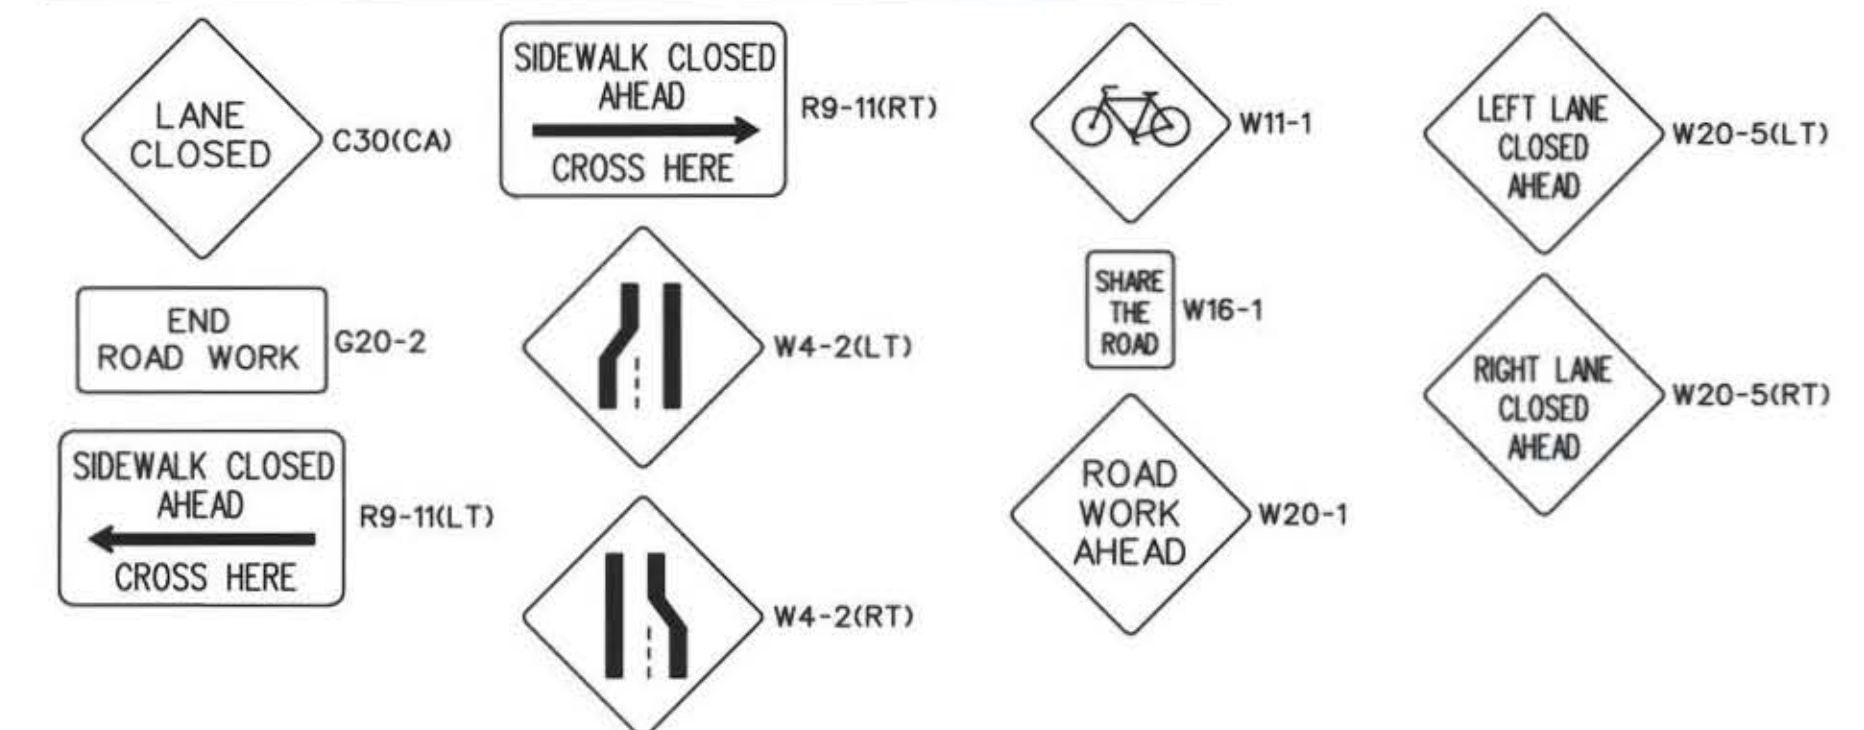 LANE
CLOSED
C30(CA)
END
ROAD WORK
G20-2
SIDEWALK CLOSED
AHEAD
CROSS HERE
R9-11(LT)
SIDEWALK CLOSED
AHEAD
CROSS HERE
R9-11(RT)
W4-2(LT)
W4-2(RT)
W11-1
SHARE
THE
ROAD
W16-1
ROAD
WORK
AHEAD
W20-1
LEFT LANE
CLOSED
AHEAD
W20-5(LT)
RIGHT LANE
CLOSED
AHEAD
W20-5(RT)